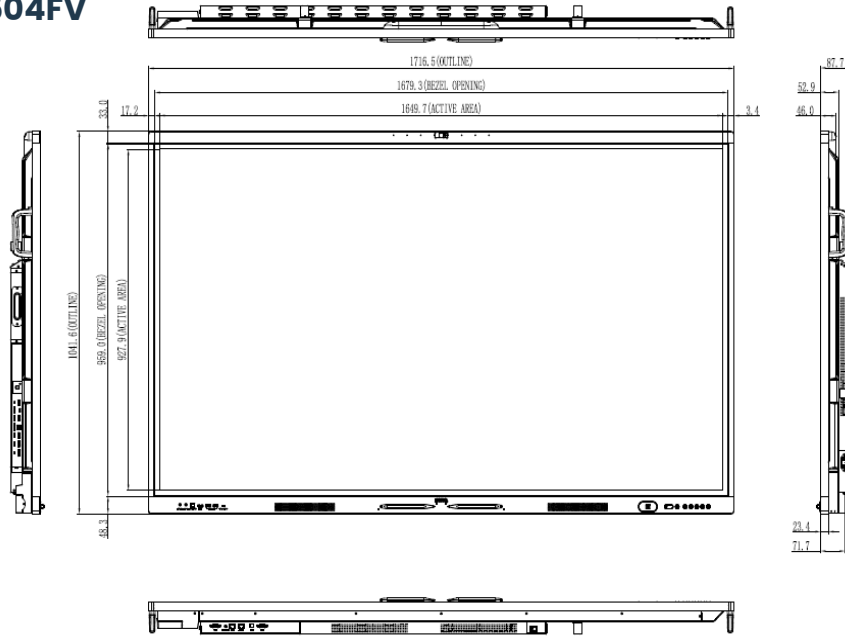 504FV
1716.5(OUTLINE)
87.7
1679.3(BEZEL OPENING)
52.9
33.0
17.2
1649.7(ACTIVE AREA)
3.4
46.0
1041.6(OUTLINE)
959.0(BEZEL OPENING)
927.9(ACTIVE AREA)
48.3
23.4
71.7